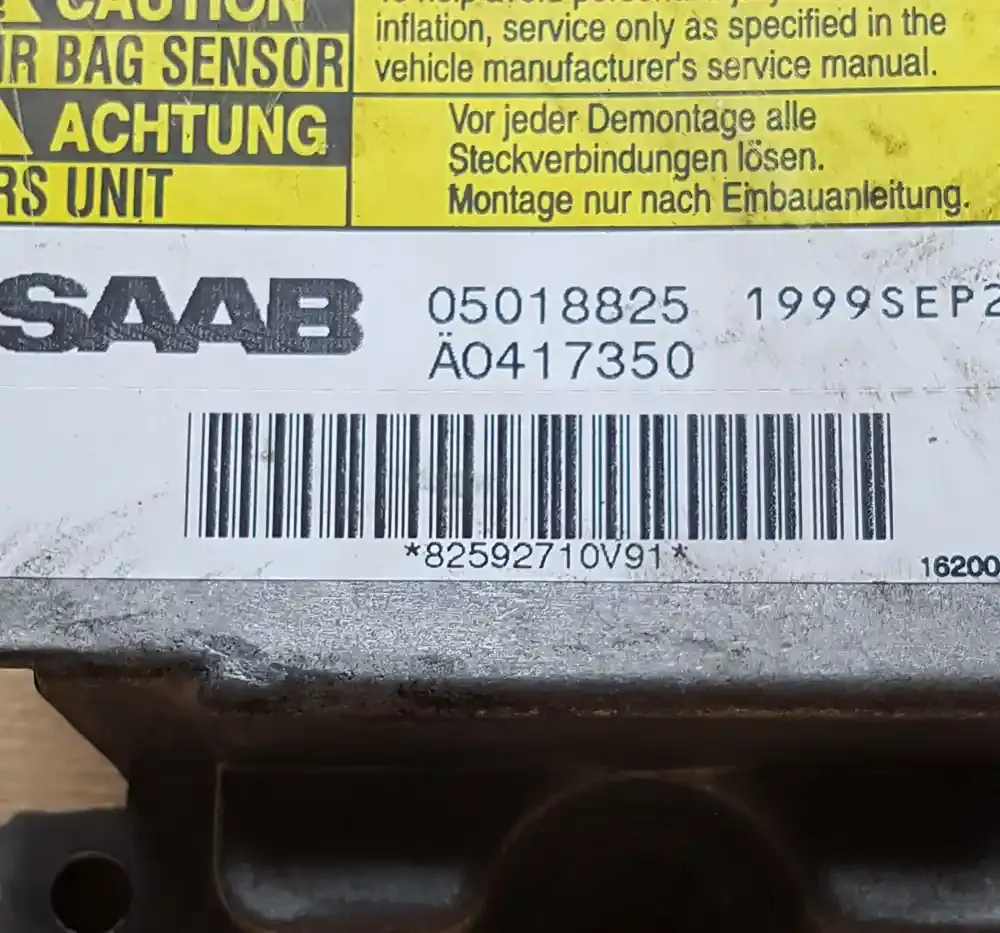 CAUTION
inflation, service only as specified in the
R BAG SENSOR
vehicle manufacturer's service manual.
ACHTUNG
RS UNIT
Vor jeder Demontage alle
Steckverbindungen lösen.
Montage nur nach Einbauanleitung.
SAAB
05018825 1999SEP2
Ä0417350
*82592710V91*
16200